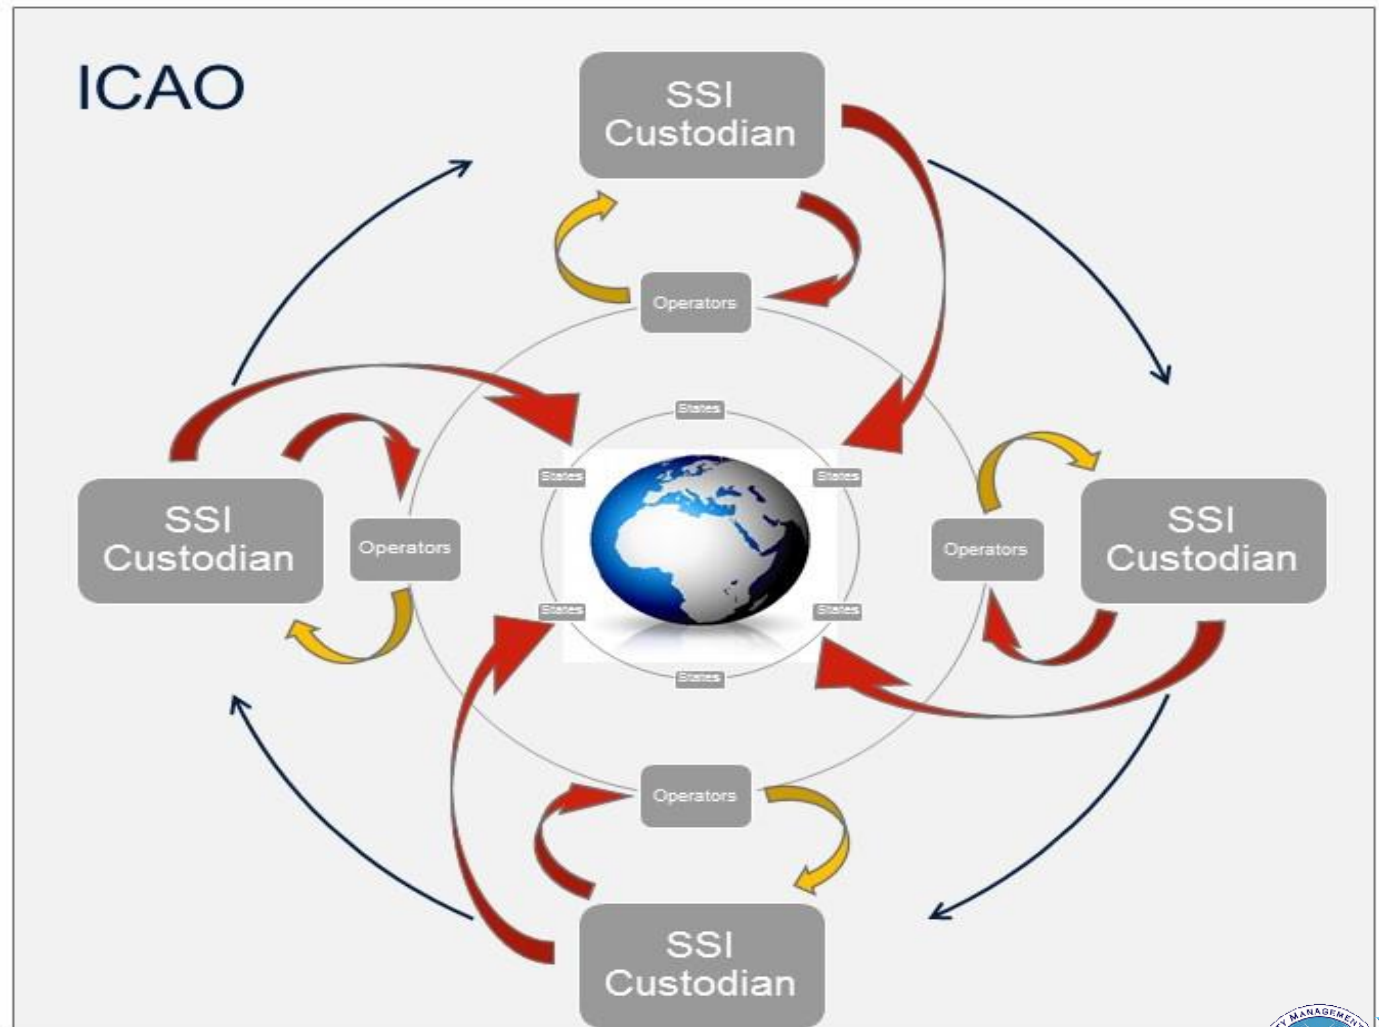 ICAO
SSI
Custodian
Operators
States
States
States
SSI
Custodian
Operators
Operators
SSI
Custodian
States
States
States
Operators
SSI
Custodian
MANAGEMENT